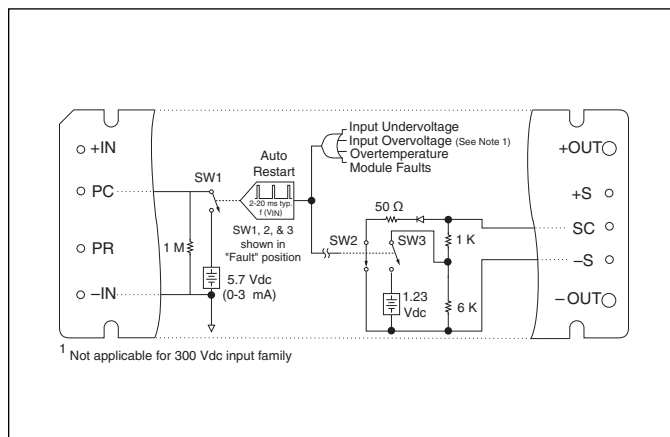 +IN
PC
PR
–IN
1 M
SW1
5.7 Vdc
(0-3 mA)
Auto
Restart
2-20 ms typ.
f (VIN)
SW1, 2, & 3
shown in
"Fault" position
Input Undervoltage
Input Overvoltage (See Note 1)
Overtemperature
Module Faults
50 Ω
SW2
SW3
1 K
1.23
Vdc
6 K
+OUT
+S
SC
–S
–OUT
1 Not applicable for 300 Vdc input family